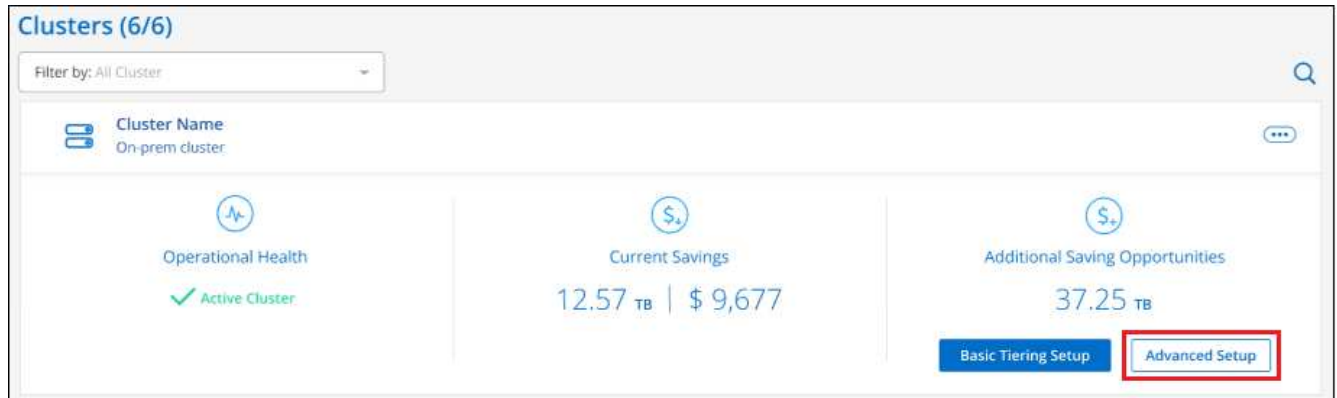 Clusters (6/6)
Filter by: All Cluster
Cluster Name
On-prem cluster
Operational Health
Active Cluster
Current Savings
12.57 TB | $ 9,677
Additional Saving Opportunities
37.25 TB
Basic Tiering Setup
Advanced Setup